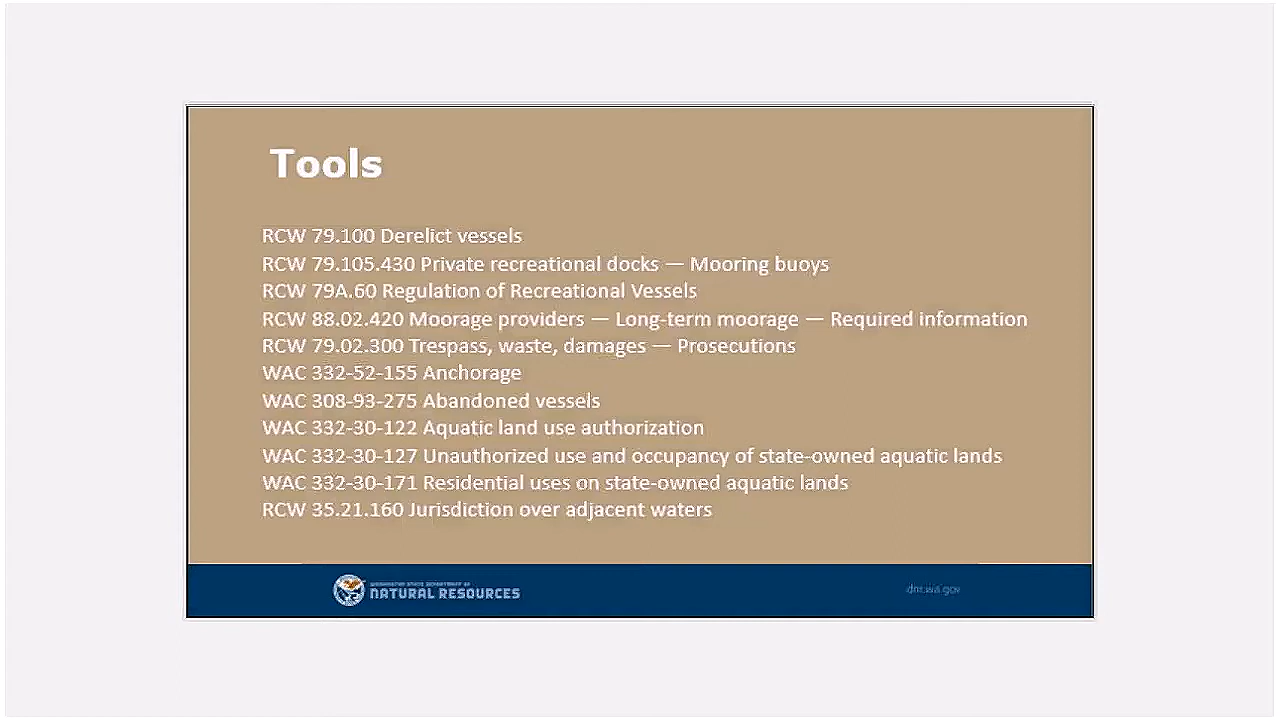 Tools
RCW 79.100 Derelict vessels
RCW 79.105.430 Private recreational docks — Mooring buoys
RCW 79A.60 Regulation of Recreational Vessels
RCW 88.02.420 Moorage providers — Long-term moorage — Required information
RCW 79.02.300 Trespass, waste, damages — Prosecutions
WAC 332-52-155 Anchorage
WAC 308-93-275 Abandoned vessels
WAC 332-30-122 Aquatic land use authorization
WAC 332-30-127 Unauthorized use and occupancy of state-owned aquatic lands
WAC 332-30-171 Residential uses on state-owned aquatic lands
RCW 35.21.160 Jurisdiction over adjacent waters
WASHINGTON STATE DEPARTMENT OF
NATURAL RESOURCES
dnr.wa.gov